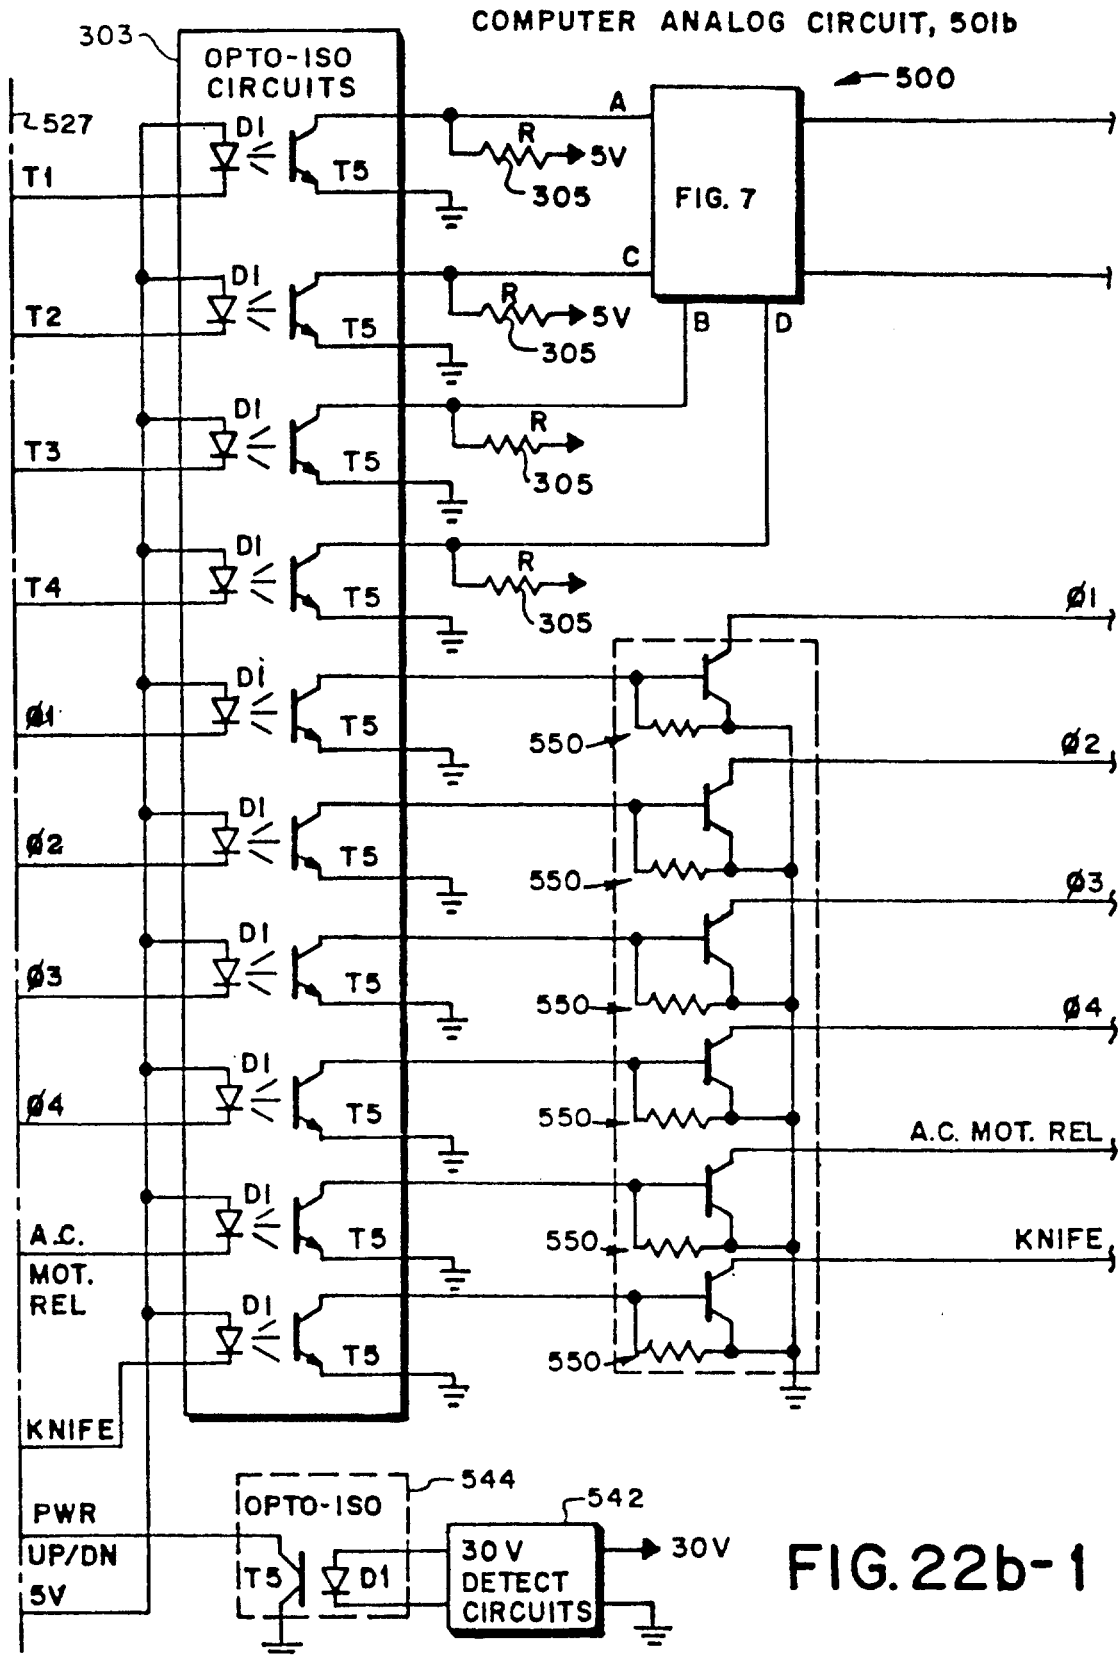 COMPUTER ANALOG CIRCUIT, 501b
303
OPTO-ISO
CIRCUITS
500
527
D1
T5
T1
A
R
5V
305
FIG. 7
D1
T5
T2
C
R
5V
305
B
D
D1
T5
T3
R
305
D1
T5
T4
R
305
Ø1
D1
T5
Ø1
550
Ø2
D1
T5
Ø2
550
Ø3
D1
T5
Ø3
550
Ø4
D1
T5
Ø4
550
A.C. MOT. REL
D1
T5
A.C.
MOT.
REL
550
KNIFE
D1
T5
550
KNIFE
PWR
UP/DN
5V
OPTO-ISO
544
T5
D1
542
30V
DETECT
CIRCUITS
30V
FIG. 22b-1